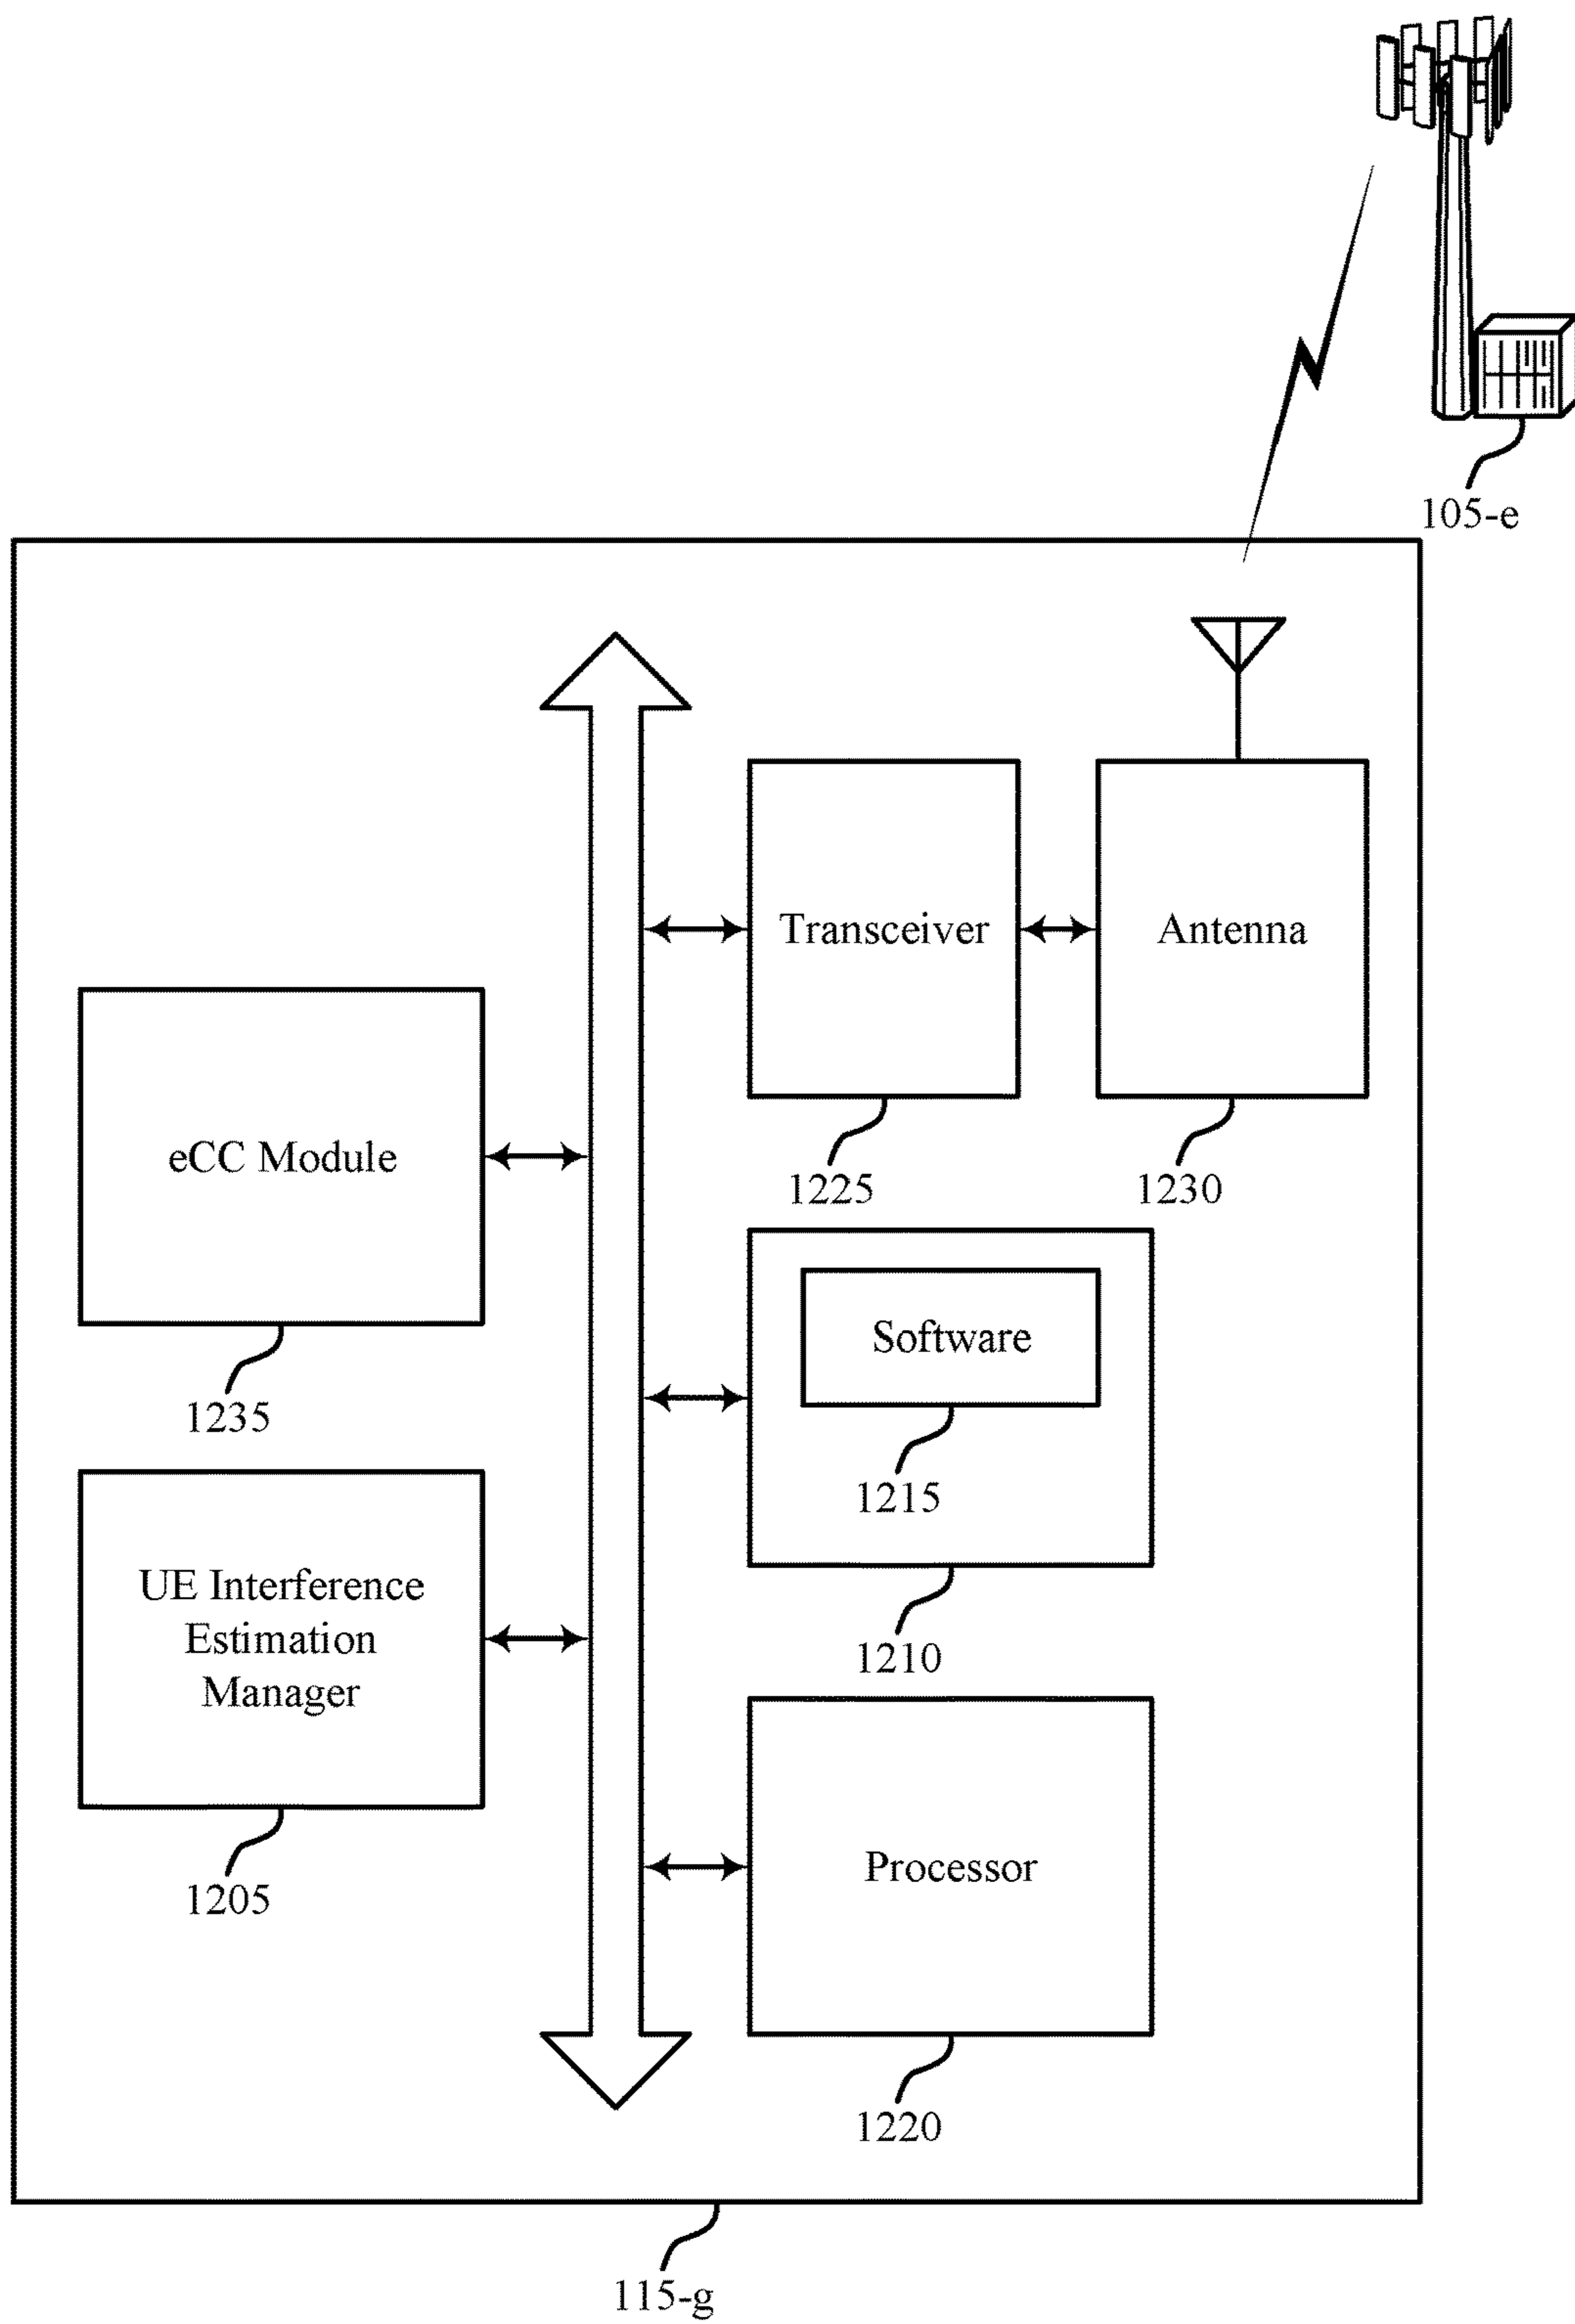 105-e
Transceiver
Antenna
1225
1230
eCC Module
1235
Software
1215
1210
UE Interference
Estimation
Manager
1205
Processor
1220
115-g